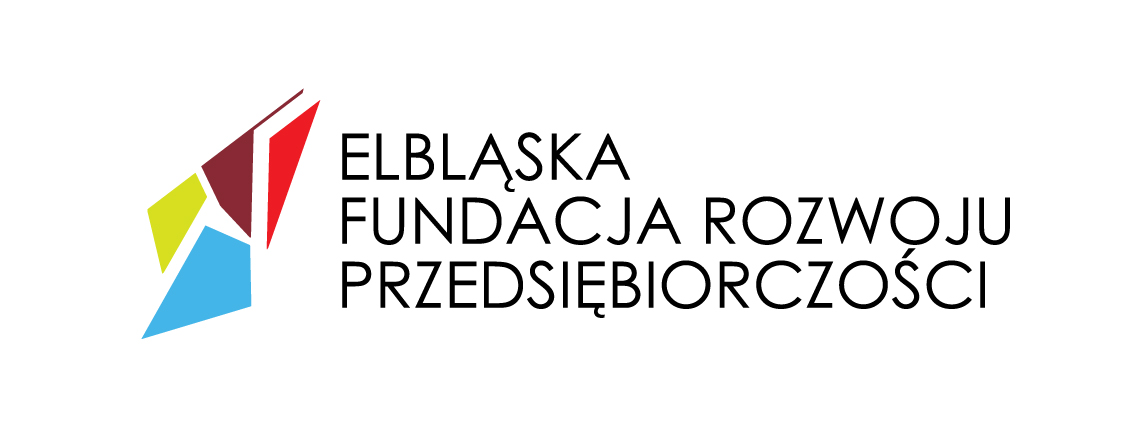 ELBLĄSKA
FUNDACJA ROZWOJU
PRZEDSIĘBIORCZOŚCI